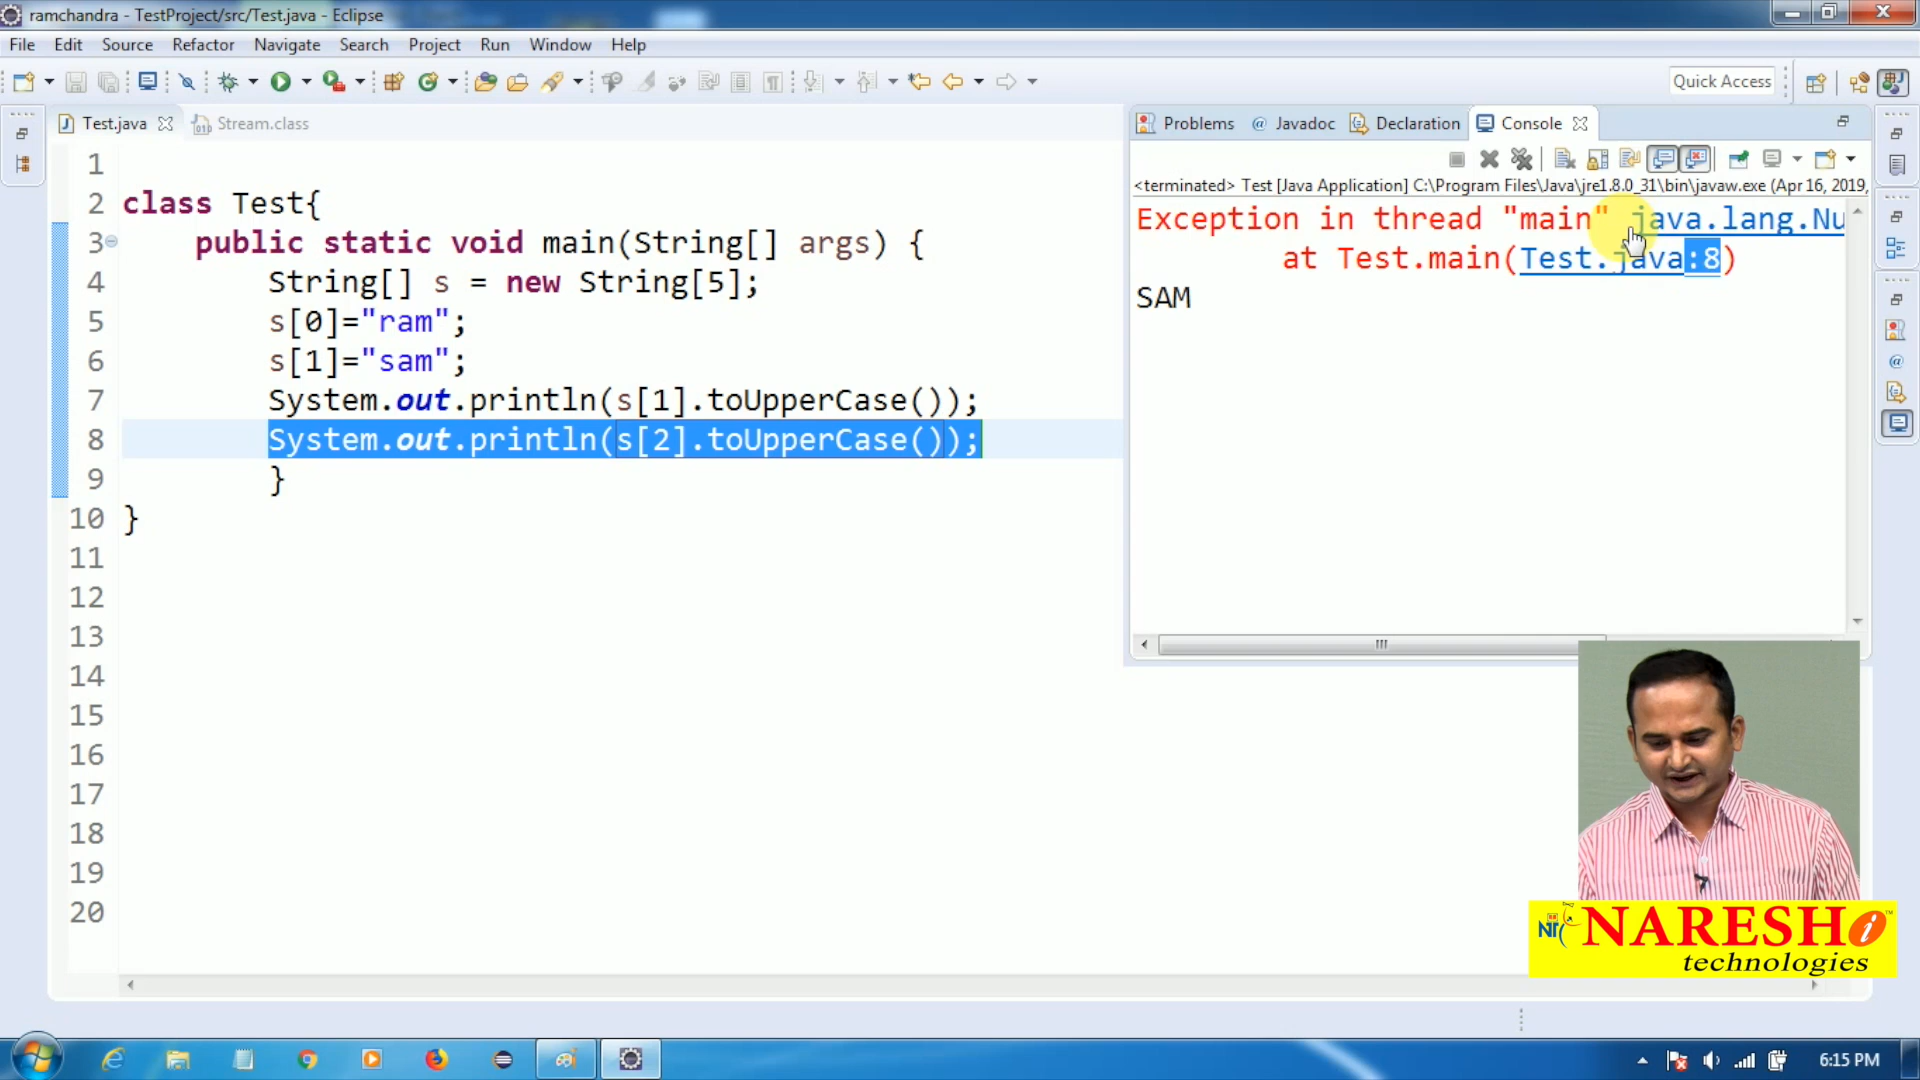 ramchandra - TestProject/src/Test.java - Eclipse
File Edit Source Refactor Navigate Search Project Run Window Help
Quick Access
Test.java Stream.class
1
2 class Test{
3 public static void main(String[] args) {
4 String[] s = new String[5];
5 s[0]="ram";
6 s[1]="sam";
7 System.out.println(s[1].toUpperCase());
8 System.out.println(s[2].toUpperCase());
9 }
10 }
11
12
13
14
15
16
17
18
19
20
Problems Javadoc Declaration Console
<terminated> Test [Java Application] C:\Program Files\Java\jre1.8.0_31\bin\javaw.exe (Apr 16, 2019,
Exception in thread "main" java.lang.Nu
at Test.main(Test.java:8)
SAM
NARESH i
technologies
6:15 PM